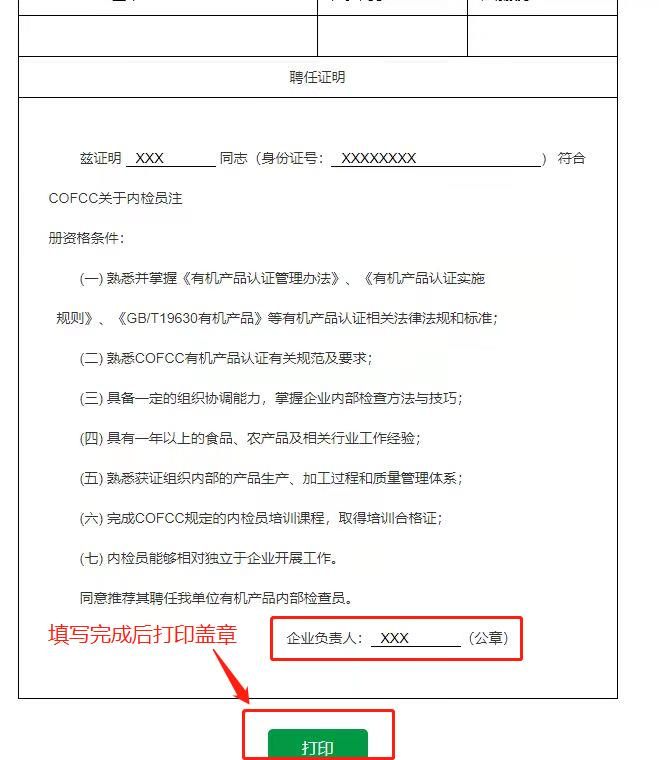 聘任证明
兹证明 XXX 同志（身份证号： XXXXXXXX ） 符合
COFCC关于内检员注
册资格条件：
(一) 熟悉并掌握《有机产品认证管理办法》、《有机产品认证实施
规则》、《GB/T19630有机产品》等有机产品认证相关法律法规和标准；
(二) 熟悉COFCC有机产品认证有关规范及要求；
(三) 具备一定的组织协调能力，掌握企业内部检查方法与技巧；
(四) 具有一年以上的食品、农产品及相关行业工作经验；
(五) 熟悉获证组织内部的产品生产、加工过程和质量管理体系；
(六) 完成COFCC规定的内检员培训课程，取得培训合格证；
(七) 内检员能够相对独立于企业开展工作。
同意推荐其聘任我单位有机产品内部检查员。
填写完成后打印盖章
企业负责人： XXX （公章）
打印